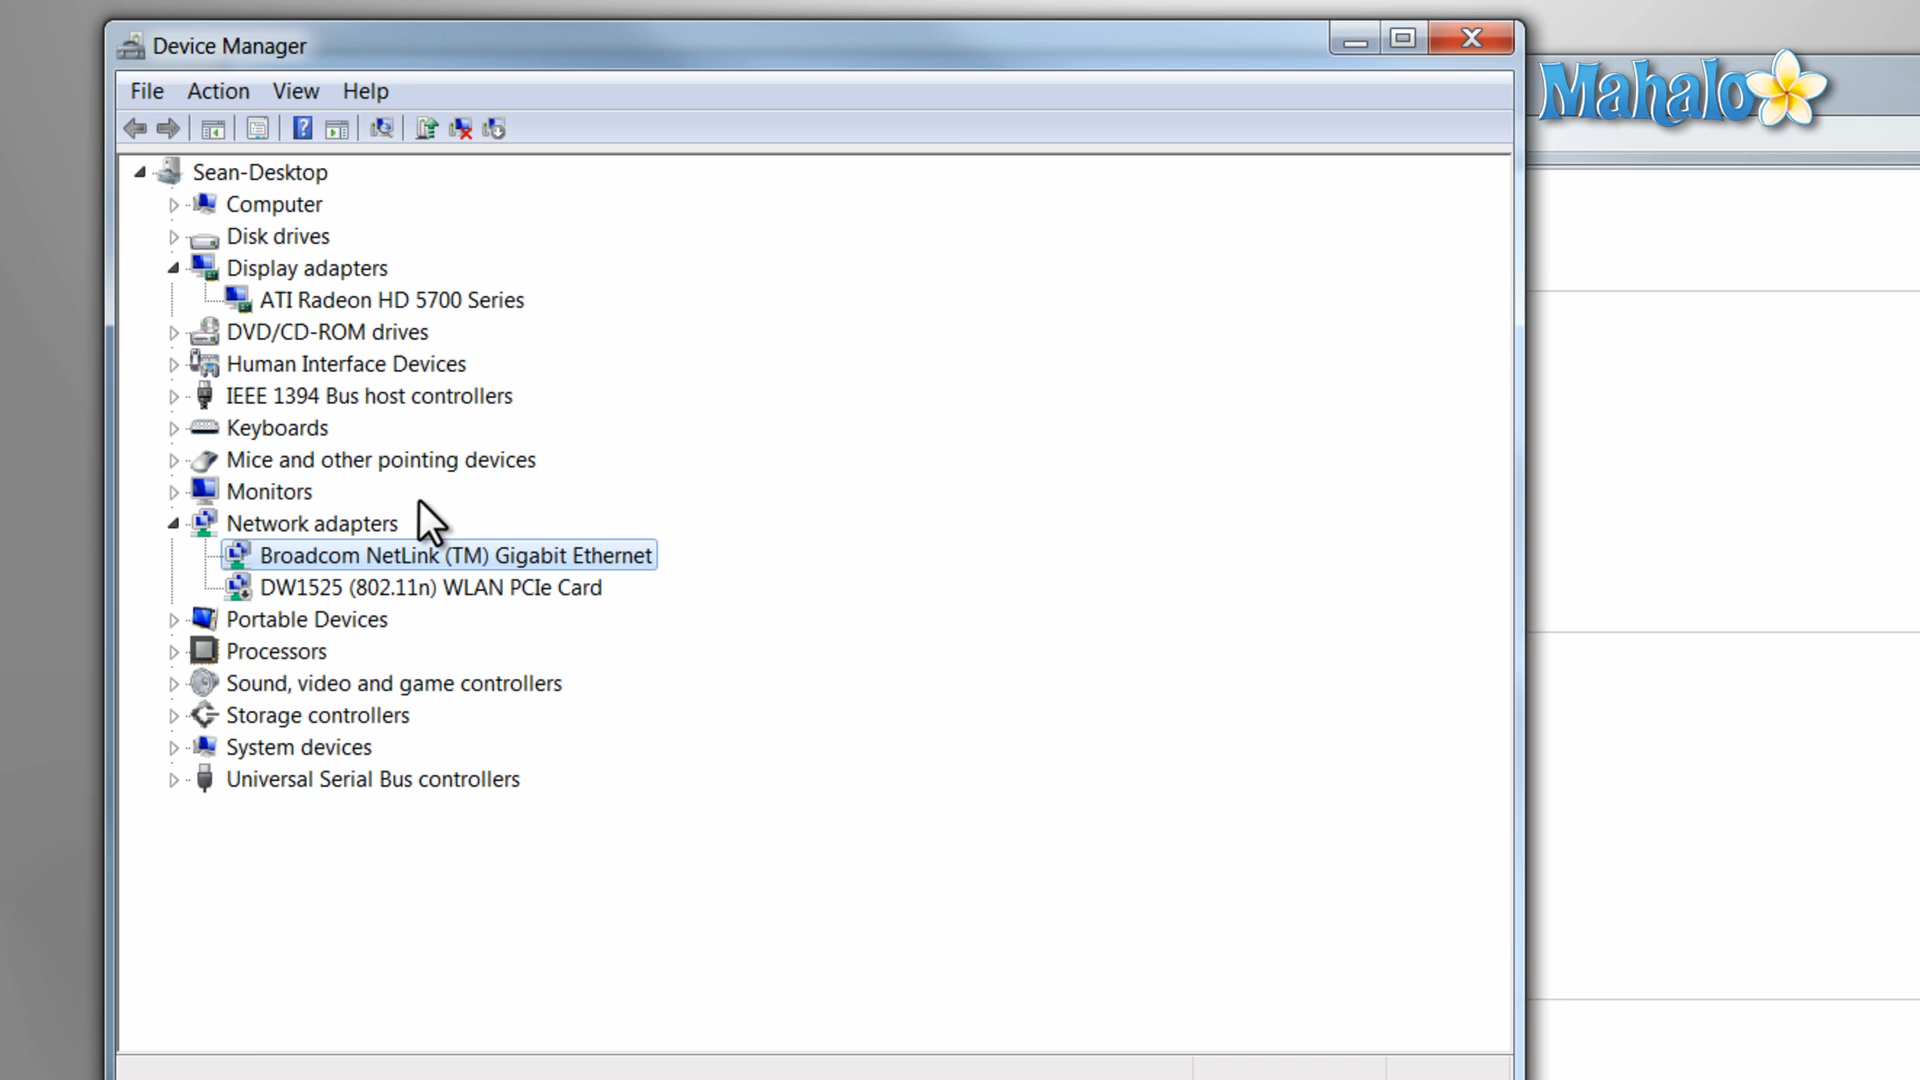 Device Manager
File Action View Help
Mahalo
Sean-Desktop
Computer
Disk drives
Display adapters
ATI Radeon HD 5700 Series
DVD/CD-ROM drives
Human Interface Devices
IEEE 1394 Bus host controllers
Keyboards
Mice and other pointing devices
Monitors
Network adapters
Broadcom NetLink (TM) Gigabit Ethernet
DW1525 (802.11n) WLAN PCIe Card
Portable Devices
Processors
Sound, video and game controllers
Storage controllers
System devices
Universal Serial Bus controllers